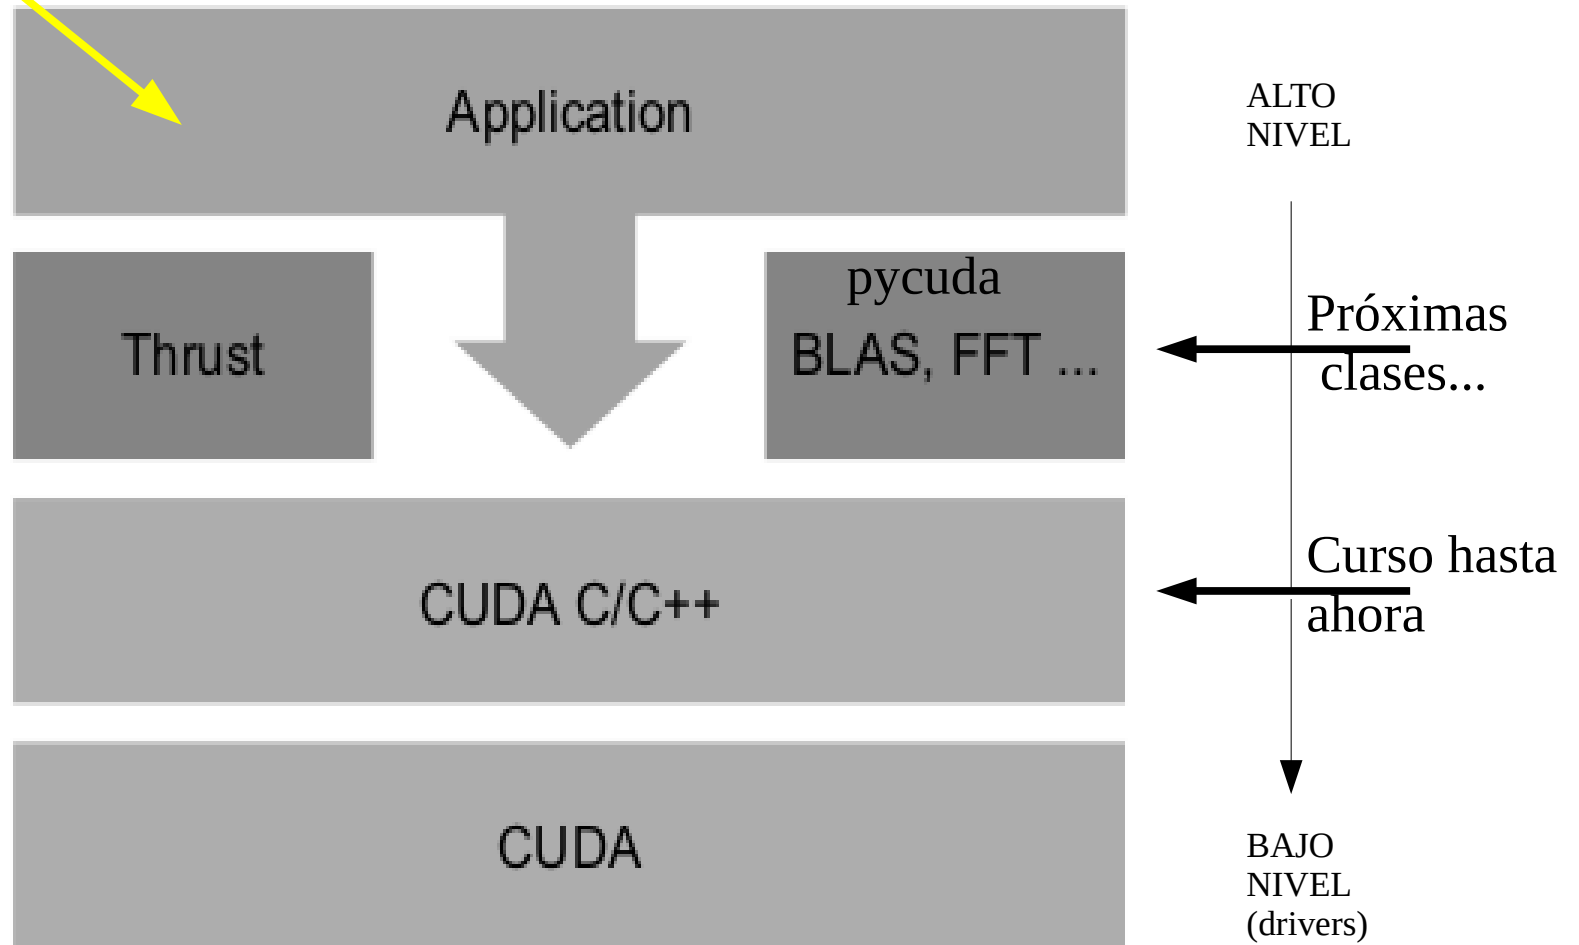 Application
ALTO
NIVEL
Thrust
pycuda
BLAS, FFT ...
Próximas
clases...
CUDA C/C++
Curso hasta
ahora
CUDA
BAJO
NIVEL
(drivers)